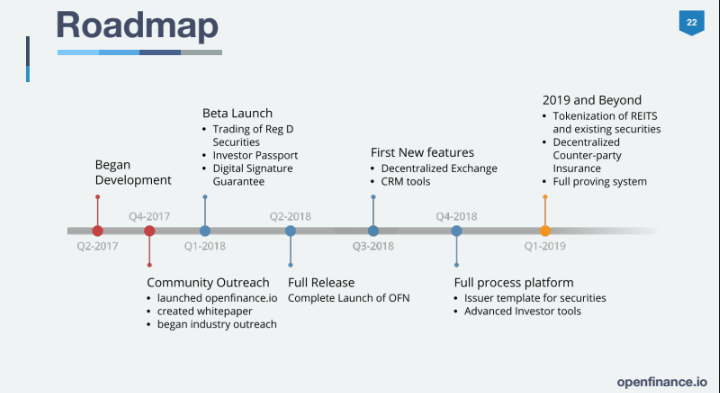 Roadmap
22
Began
Development
Beta Launch
• Trading of Reg D
Securities
• Investor Passport
• Digital Signature
Guarantee
First New features
• Decentralized Exchange
• CRM tools
2019 and Beyond
• Tokenization of REITS
and existing securities
• Decentralized
Counter-party
Insurance
• Full proving system
Q4-2017
Q2-2018
Q4-2018
Q2-2017
Q1-2018
Q3-2018
Q1-2019
Community Outreach
• launched openfinance.io
• created whitepaper
• began industry outreach
Full Release
Complete Launch of OFN
Full process platform
• Issuer template for securities
• Advanced Investor tools
openfinance.io